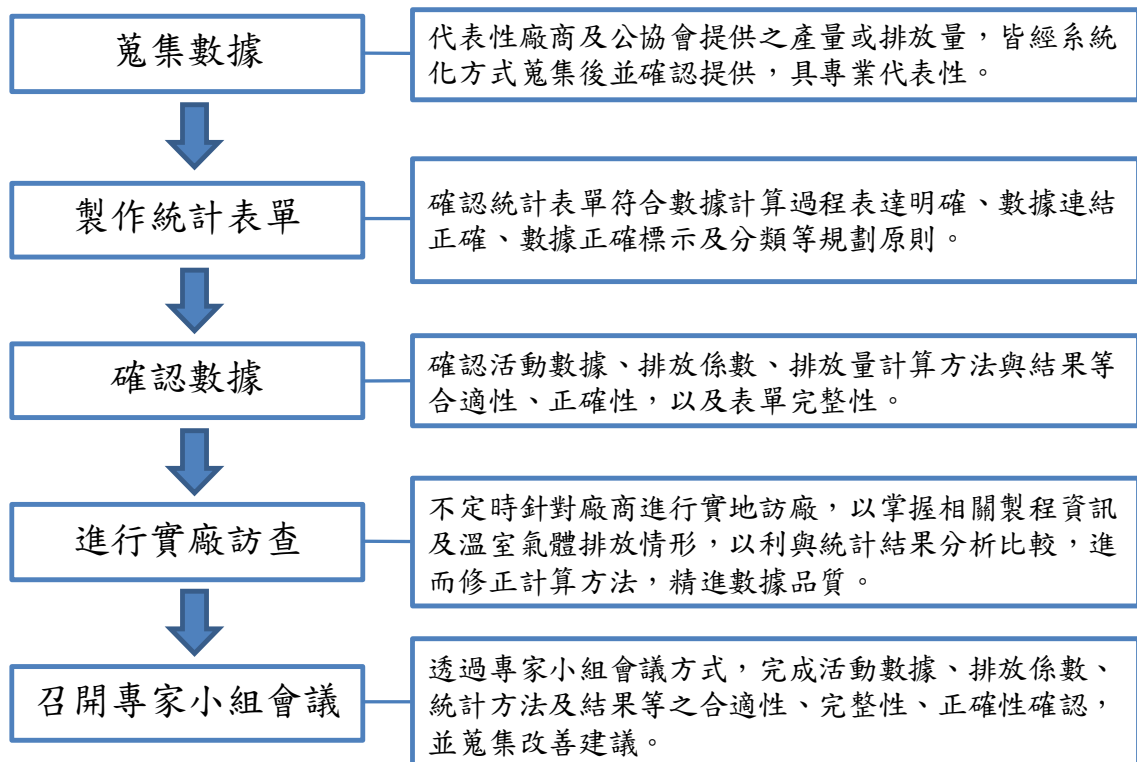 蒐集數據
代表性廠商及公協會提供之產量或排放量，皆經系統
化方式蒐集後並確認提供，具專業代表性。
製作統計表單
確認統計表單符合數據計算過程表達明確、數據連結
正確、數據正確標示及分類等規劃原則。
確認數據
確認活動數據、排放係數、排放量計算方法與結果等
合適性、正確性，以及表單完整性。
進行實廠訪查
不定時針對廠商進行實地訪廠，以掌握相關製程資訊
及溫室氣體排放情形，以利與統計結果分析比較，進
而修正計算方法，精進數據品質。
召開專家小組會議
透過專家小組會議方式，完成活動數據、排放係數、
統計方法及結果等之合適性、完整性、正確性確認，
並蒐集改善建議。